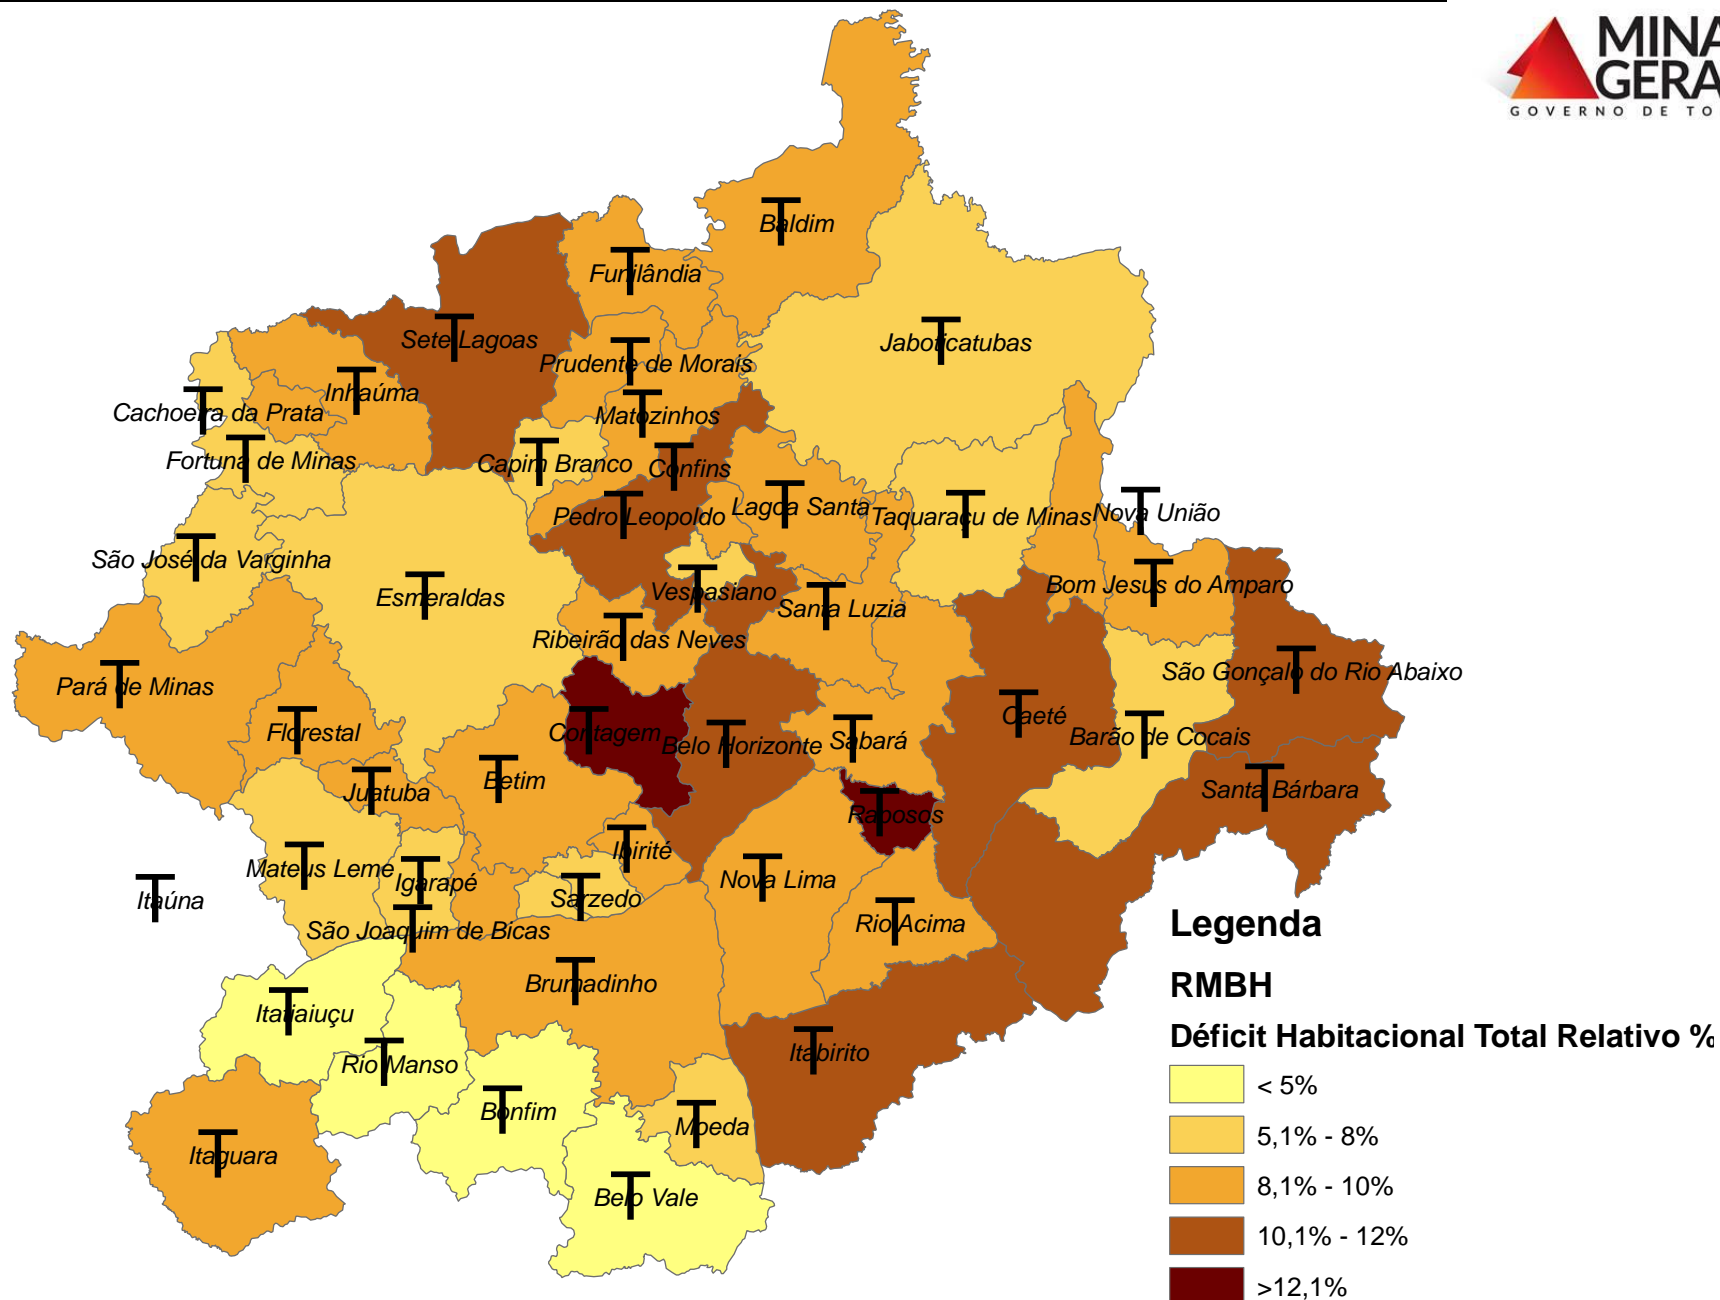 MINA
GERA
GOVERNO DE TO
Baldim
Funilândia
Sete Lagoas
Jaboticatubas
Prudente de Morais
Inhaúma
Cachoeira da Prata
Matozinhos
Fortuna de Minas
Capim Branco
Confins
Lagoa Santa
Pedro Leopoldo
Taquaraçu de Minas
Nova União
São José da Varginha
Esmeraldas
Vespasiano
Bom Jesus do Amparo
Santa Luzia
Ribeirão das Neves
São Gonçalo do Rio Abaixo
Pará de Minas
Florestal
Contagem
Belo Horizonte
Sabará
Caeté
Barão de Cocais
Betim
Juatuba
Santa Bárbara
Raposos
Ibirité
Mateus Leme
Igarapé
Nova Lima
Itaúna
Sarzedo
São Joaquim de Bicas
Rio Acima
Brumadinho
Itatiaiuçu
Rio Manso
Itabirito
Bonfim
Moeda
Itaguara
Belo Vale
Legenda
RMBH
Déficit Habitacional Total Relativo %
< 5%
5,1% - 8%
8,1% - 10%
10,1% - 12%
>12,1%